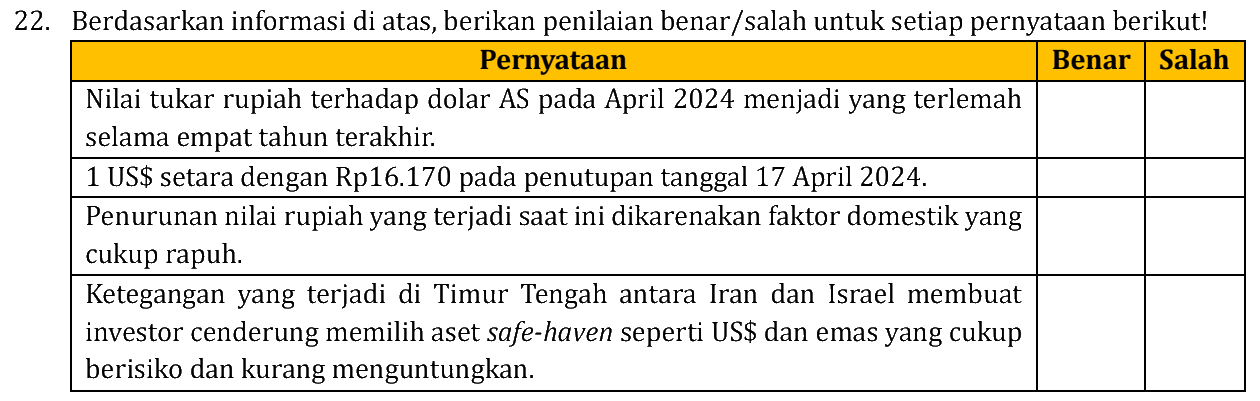 22. Berdasarkan informasi di atas, berikan penilaian benar/salah untuk setiap pernyataan berikut!
Pernyataan Benar Salah
Nilai tukar rupiah terhadap dolar AS pada April 2024 menjadi yang terlemah
selama empat tahun terakhir.
1 US$ setara dengan Rp16.170 pada penutupan tanggal 17 April 2024.
Penurunan nilai rupiah yang terjadi saat ini dikarenakan faktor domestik yang
cukup rapuh.
Ketegangan yang terjadi di Timur Tengah antara Iran dan Israel membuat
investor cenderung memilih aset safe-haven seperti US$ dan emas yang cukup
berisiko dan kurang menguntungkan.